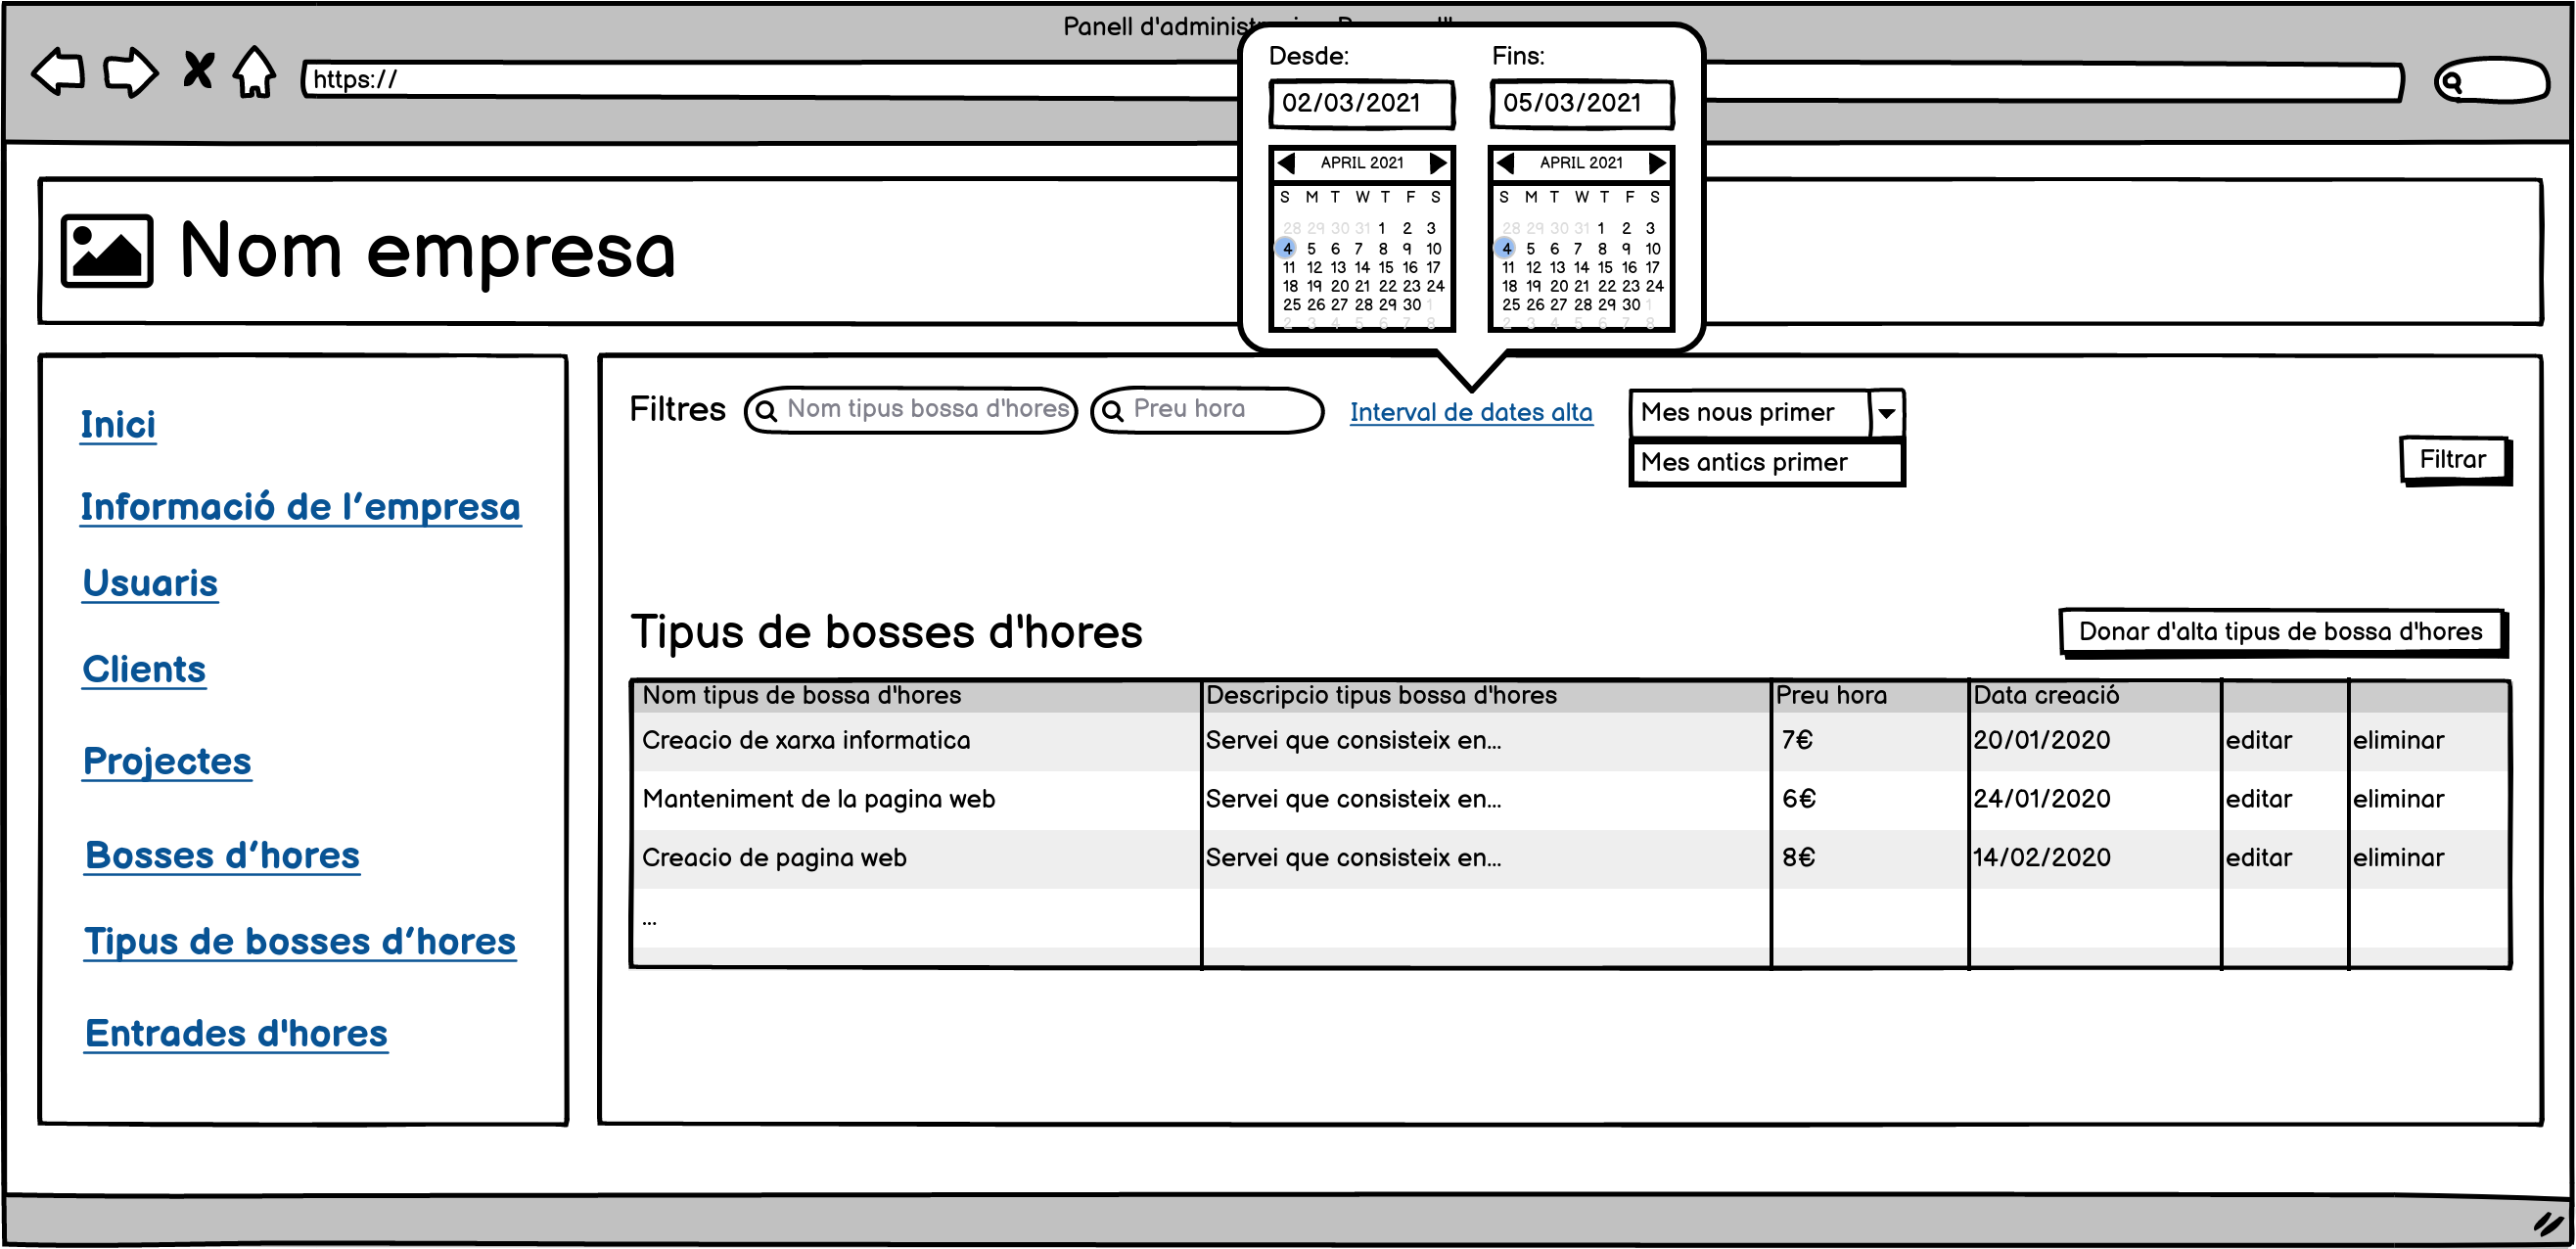 Panell d'administ
https://
Desde:
Fins:
02/03/2021
05/03/2021
APRIL 2021
S M T W T F S
28 29 30 31 1 2 3
4 5 6 7 8 9 10
11 12 13 14 15 16 17
18 19 20 21 22 23 24
25 26 27 28 29 30 1
2 3 4 5 6 7 8
APRIL 2021
S M T W T F S
28 29 30 31 1 2 3
4 5 6 7 8 9 10
11 12 13 14 15 16 17
18 19 20 21 22 23 24
25 26 27 28 29 30 1
2 3 4 5 6 7 8
Nom empresa
Inici
Informació de l'empresa
Usuaris
Clients
Projectes
Bosses d'hores
Tipus de bosses d'hores
Entrades d'hores
Filtres
Nom tipus bossa d'hores
Preu hora
Interval de dates alta
Mes nous primer
Mes antics primer
Filtrar
Tipus de bosses d'hores
Donar d'alta tipus de bossa d'hores
Nom tipus de bossa d'hores Descripcio tipus bossa d'hores Preu hora Data creació
Creacio de xarxa informatica Servei que consisteix en... 7€ 20/01/2020 editar eliminar
Manteniment de la pagina web Servei que consisteix en... 6€ 24/01/2020 editar eliminar
Creacio de pagina web Servei que consisteix en... 8€ 14/02/2020 editar eliminar
...